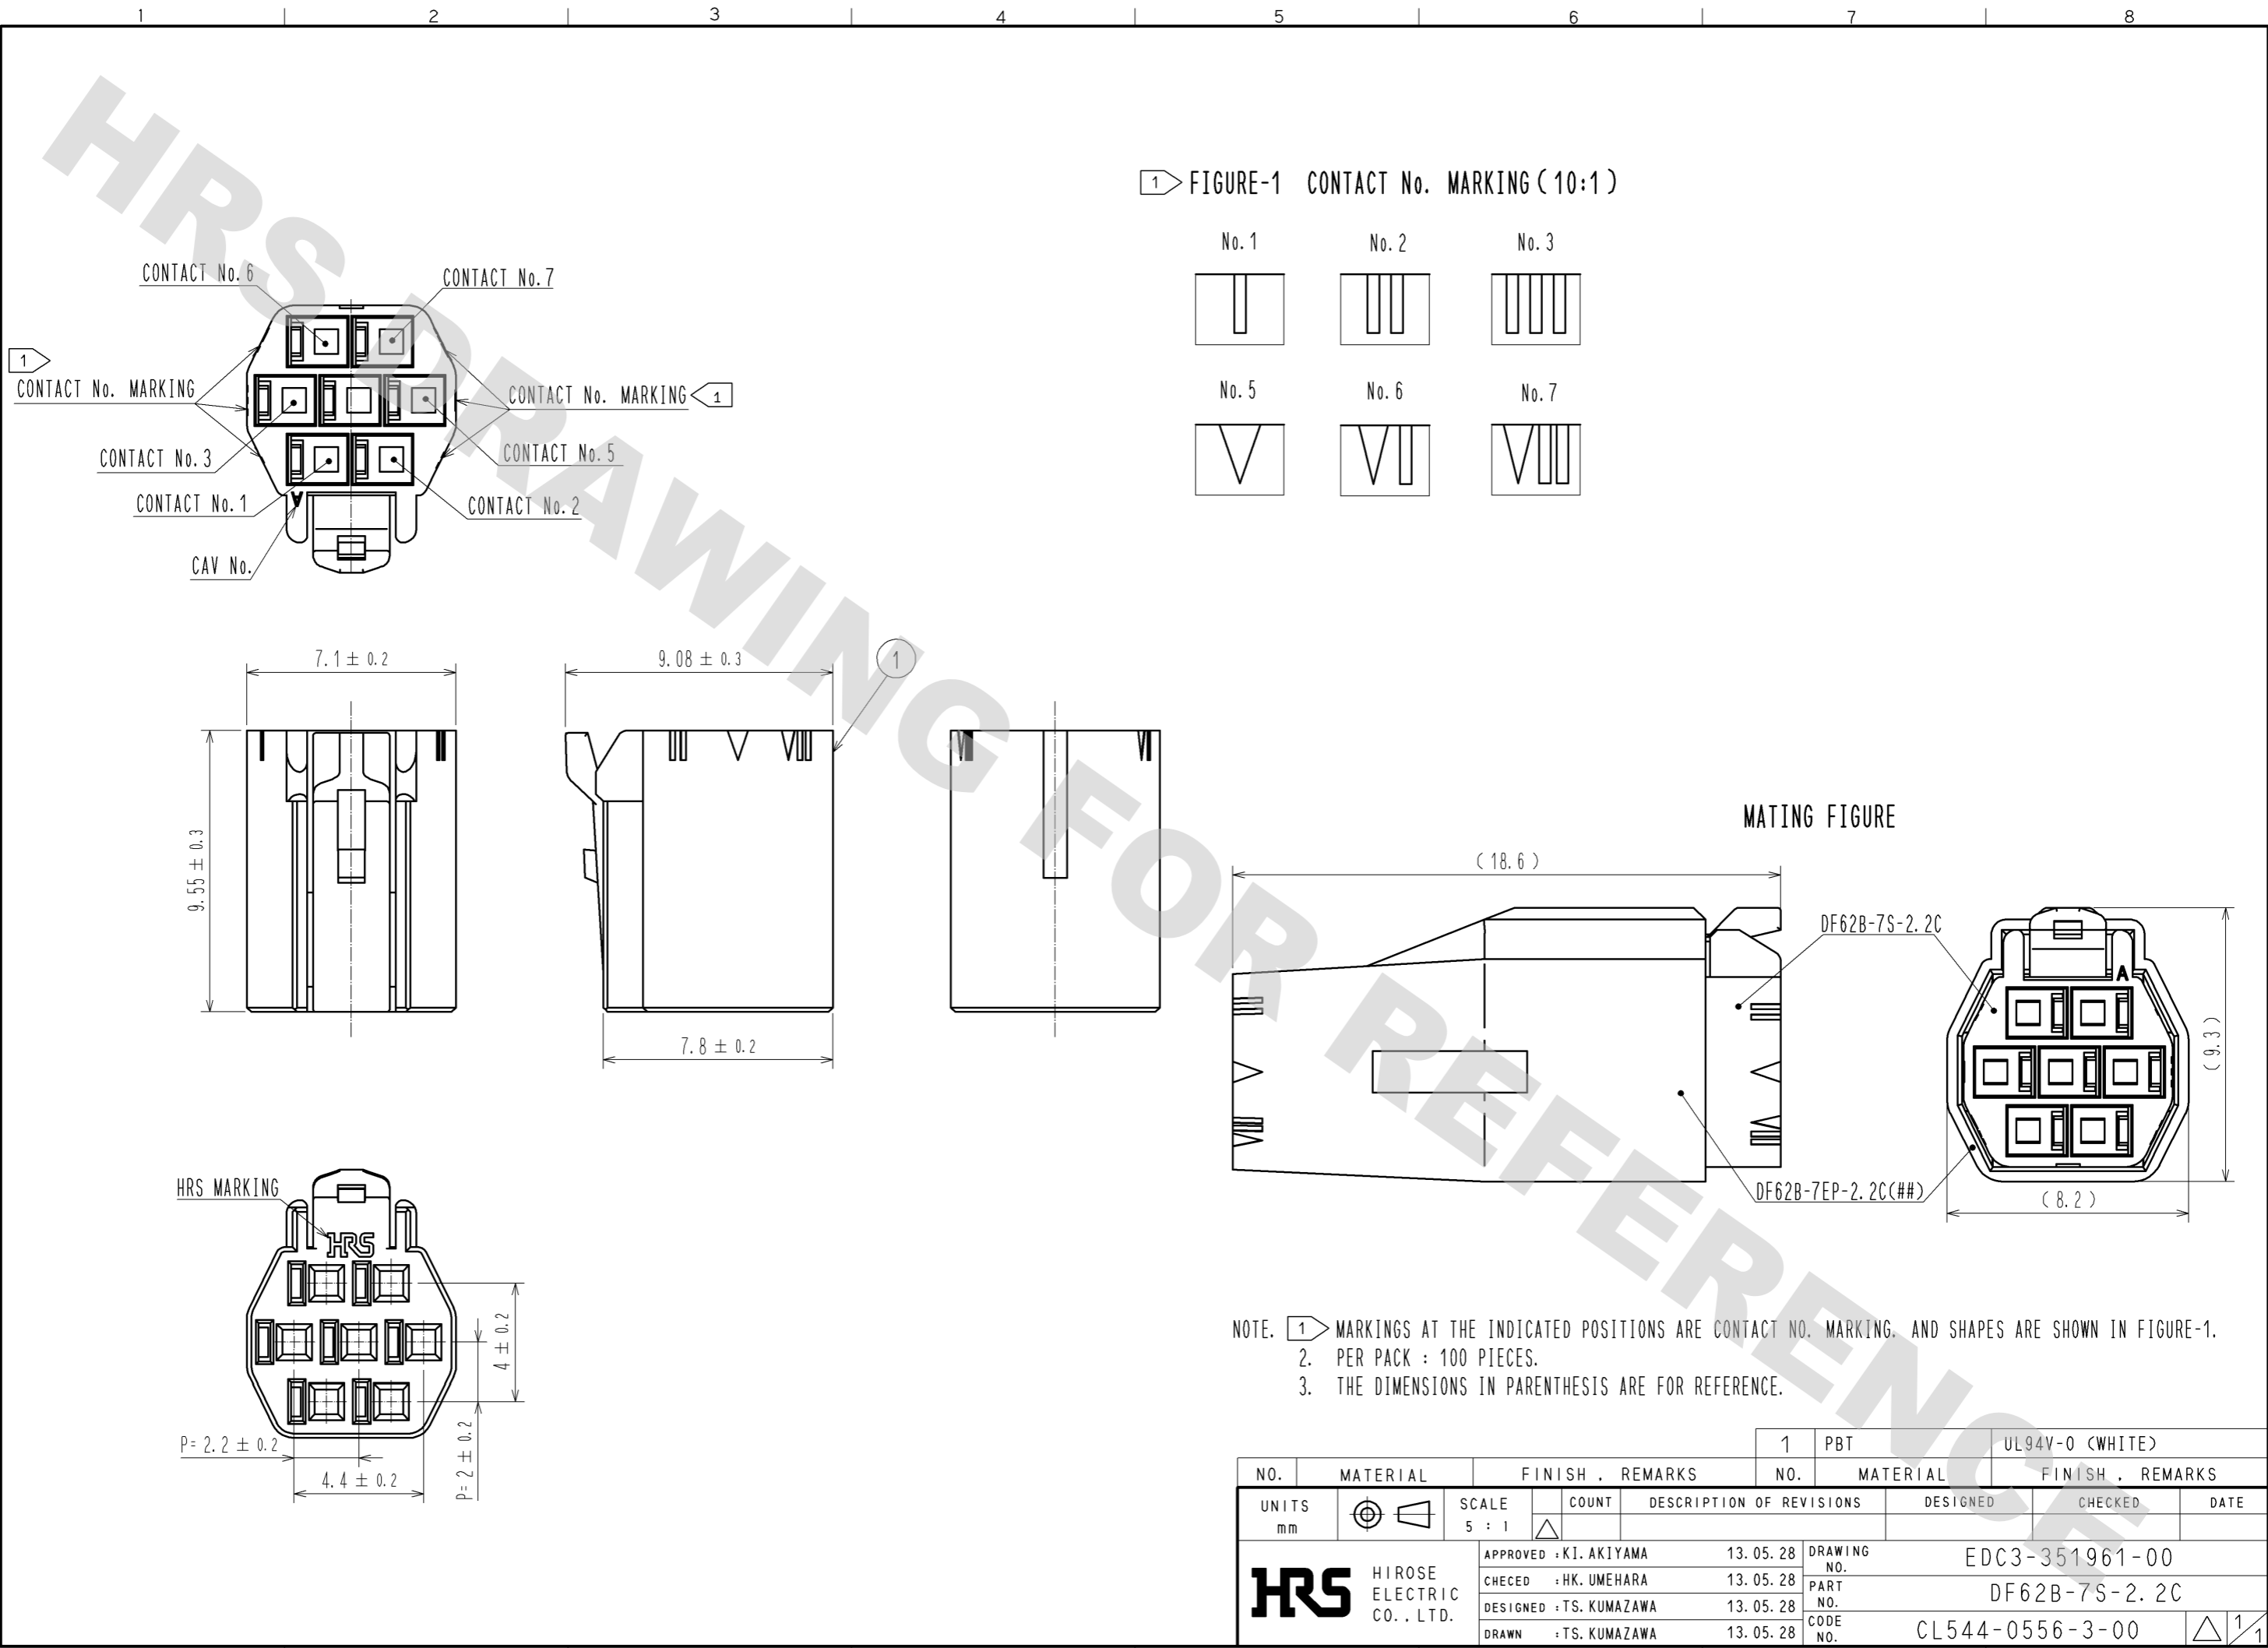 1 2 3 4 5 6 7 8
HRS DRAWING FOR REFERENCE
1 FIGURE-1 CONTACT No. MARKING(10:1)
No.1 No.2 No.3
No.5 No.6 No.7
CONTACT No.6
CONTACT No.7
1
CONTACT No. MARKING
CONTACT No. MARKING 1
CONTACT No.3
CONTACT No.5
CONTACT No.1
CONTACT No.2
A
CAV No.
7.1 ± 0.2
9.08 ± 0.3
1
9.55 ± 0.3
7.8 ± 0.2
MATING FIGURE
(18.6)
DF62B-7S-2.2C
A
(9.3)
DF62B-7EP-2.2C(##)
(8.2)
HRS MARKING
HRS
4 ± 0.2
P=2 ± 0.2
P=2.2 ± 0.2
4.4 ± 0.2
NOTE. 1 MARKINGS AT THE INDICATED POSITIONS ARE CONTACT NO. MARKING. AND SHAPES ARE SHOWN IN FIGURE-1.
2. PER PACK : 100 PIECES.
3. THE DIMENSIONS IN PARENTHESIS ARE FOR REFERENCE.
1 PBT UL94V-0 (WHITE)
NO. MATERIAL FINISH , REMARKS NO. MATERIAL FINISH , REMARKS
UNITS mm SCALE 5 : 1 COUNT DESCRIPTION OF REVISIONS DESIGNED CHECKED DATE
HRS HIROSE ELECTRIC CO.,LTD.
APPROVED :KI.AKIYAMA 13.05.28
CHECED :HK.UMEHARA 13.05.28
DESIGNED :TS.KUMAZAWA 13.05.28
DRAWN :TS.KUMAZAWA 13.05.28
DRAWING NO. EDC3-351961-00
PART NO. DF62B-7S-2.2C
CODE NO. CL544-0556-3-00 1/1